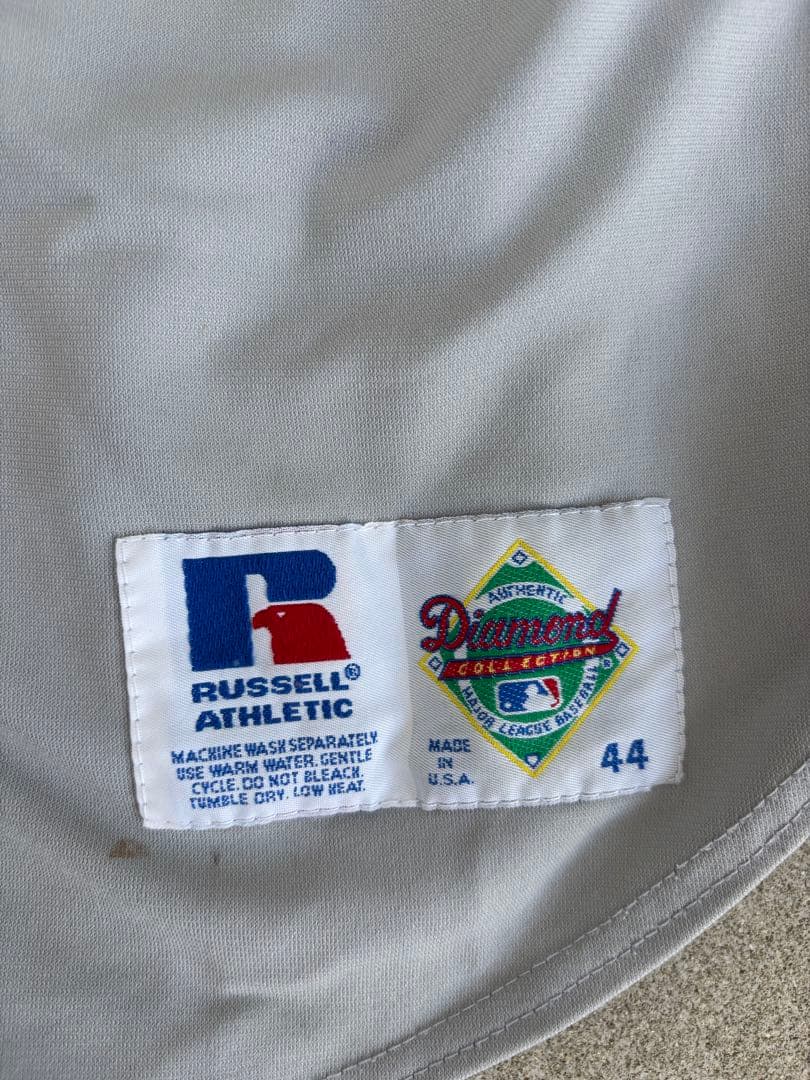 RUSSELL®
ATHLETIC
MACHINE WASH SEPARATELY.
USE WARM WATER. GENTLE
CYCLE. DO NOT BLEACH.
TUMBLE DRY. LOW HEAT.
AUTHENTIC
Diamond
COLLECTION
MAJOR LEAGUE BASEBALL®
MADE
IN
U.S.A.
44